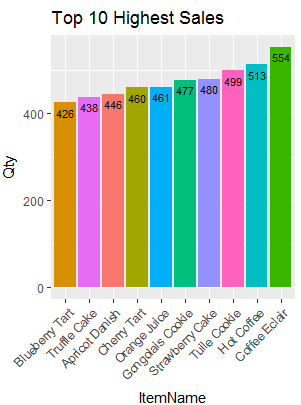 Top 10 Highest Sales
Qty
400
200
0
426
438
446
460
461
477
480
499
513
554
Blueberry Tart
Truffle Cake
Apricot Danish
Cherry Tart
Orange Juice
Gongolais Cookie
Strawberry Cake
Tulle Cookie
Hot Coffee
Coffee Eclair
ItemName